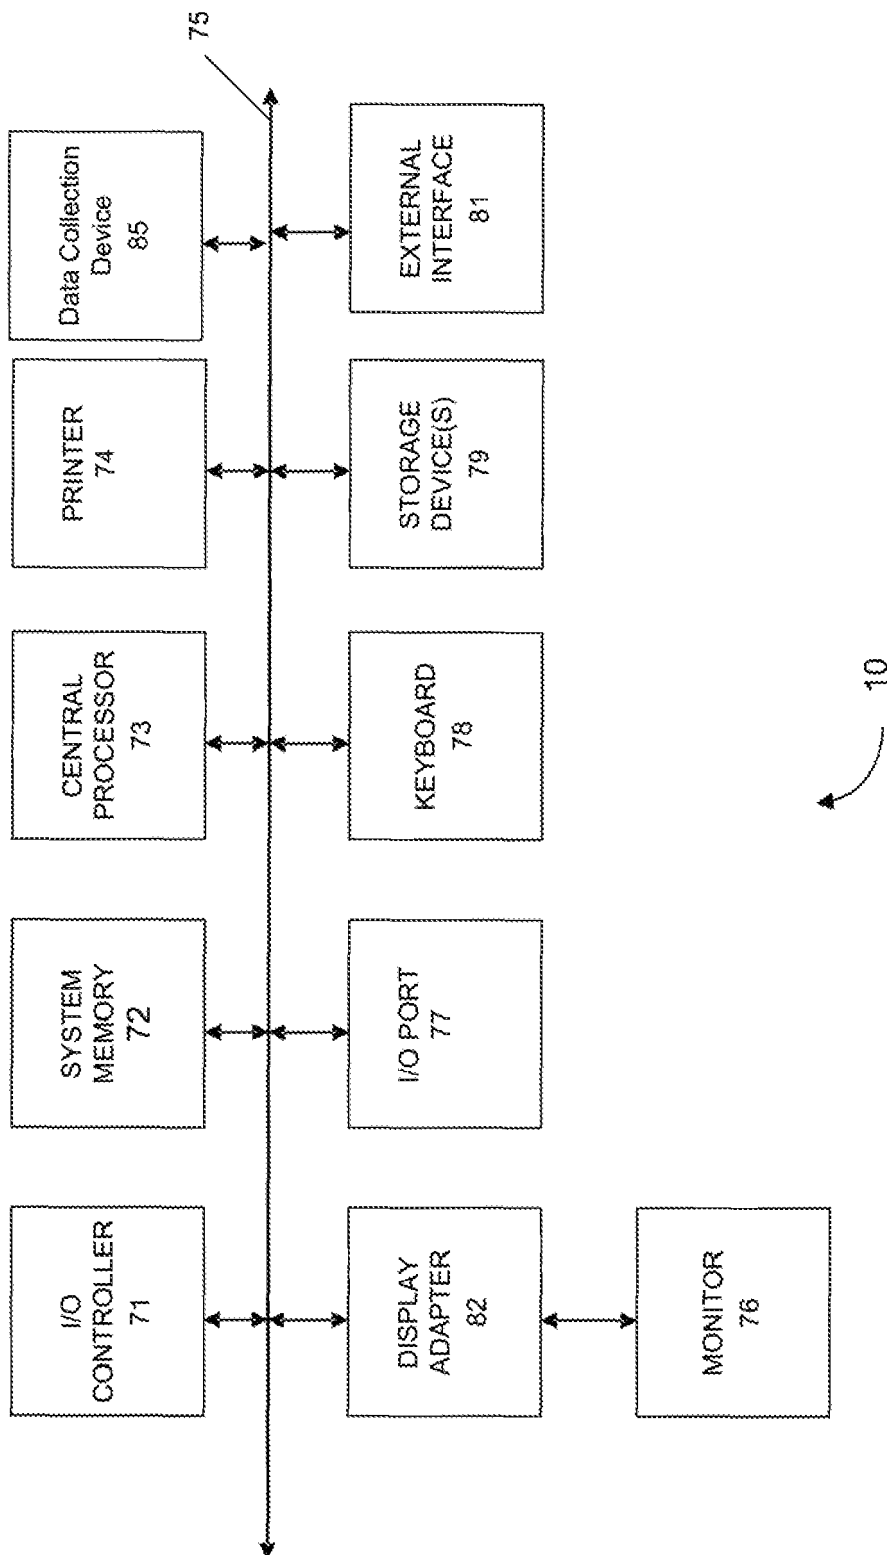 I/O
CONTROLLER
71
SYSTEM
MEMORY
72
CENTRAL
PROCESSOR
73
PRINTER
74
Data Collection
Device
85
75
DISPLAY
ADAPTER
82
I/O PORT
77
KEYBOARD
78
STORAGE
DEVICE(S)
79
EXTERNAL
INTERFACE
81
MONITOR
76
10